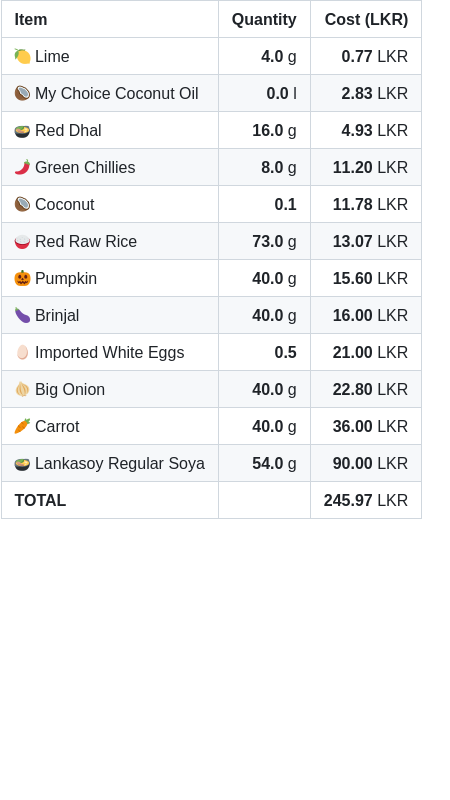 Item Quantity Cost (LKR)
🍋 Lime 4.0 g 0.77 LKR
🥥 My Choice Coconut Oil 0.0 l 2.83 LKR
🍲 Red Dhal 16.0 g 4.93 LKR
🌶️ Green Chillies 8.0 g 11.20 LKR
🥥 Coconut 0.1 11.78 LKR
🍚 Red Raw Rice 73.0 g 13.07 LKR
🎃 Pumpkin 40.0 g 15.60 LKR
🍆 Brinjal 40.0 g 16.00 LKR
🥚 Imported White Eggs 0.5 21.00 LKR
🧅 Big Onion 40.0 g 22.80 LKR
🥕 Carrot 40.0 g 36.00 LKR
🍲 Lankasoy Regular Soya 54.0 g 90.00 LKR
TOTAL 245.97 LKR